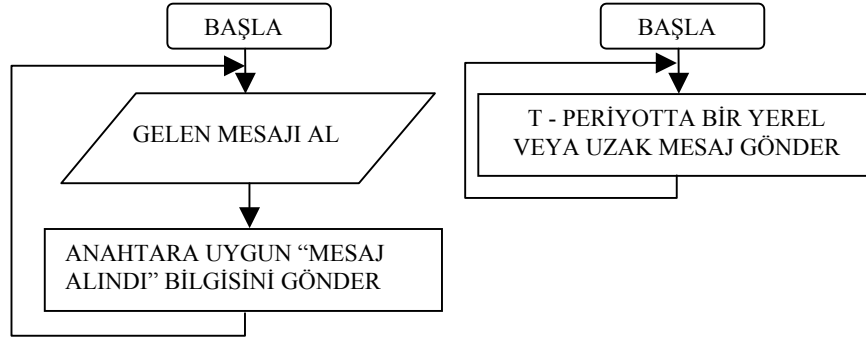 BAŞLA
GELEN MESAJI AL
ANAHTARA UYGUN “MESAJ
ALINDI” BİLGİSİNİ GÖNDER
BAŞLA
T - PERİYOTTA BİR YEREL
VEYA UZAK MESAJ GÖNDER